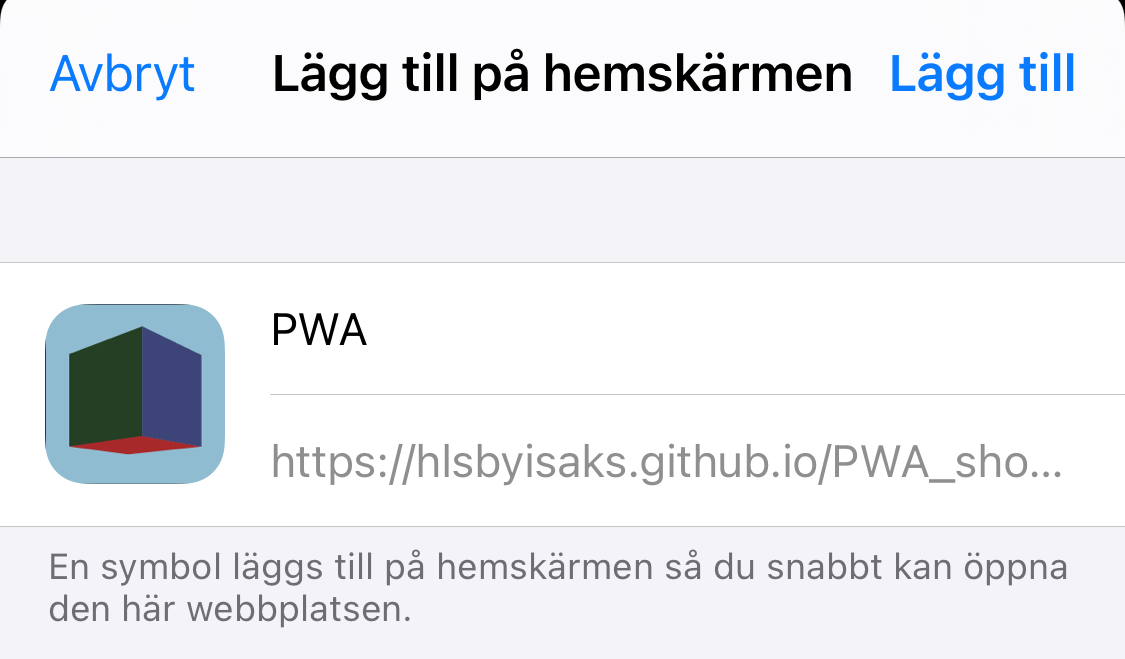 Avbryt Lägg till på hemskärmen Lägg till
PWA
https://hlsbyisaks.github.io/PWA_sho...
En symbol läggs till på hemskärmen så du snabbt kan öppna
den här webbplatsen.